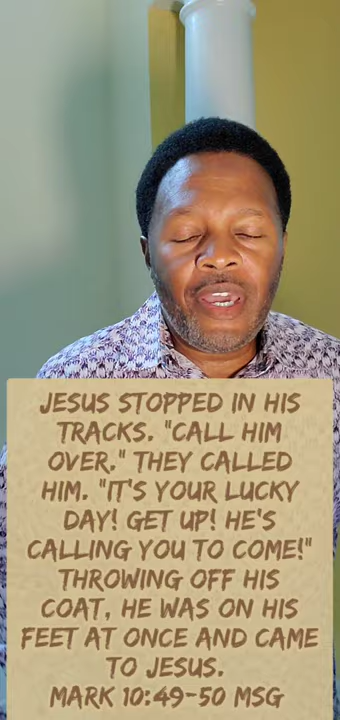 JESUS STOPPED IN HIS
TRACKS. "CALL HIM
OVER." THEY CALLED
HIM. "IT'S YOUR LUCKY
DAY! GET UP! HE'S
CALLING YOU TO COME!"
THROWING OFF HIS
COAT, HE WAS ON HIS
FEET AT ONCE AND CAME
TO JESUS.
MARK 10:49-50 MSG